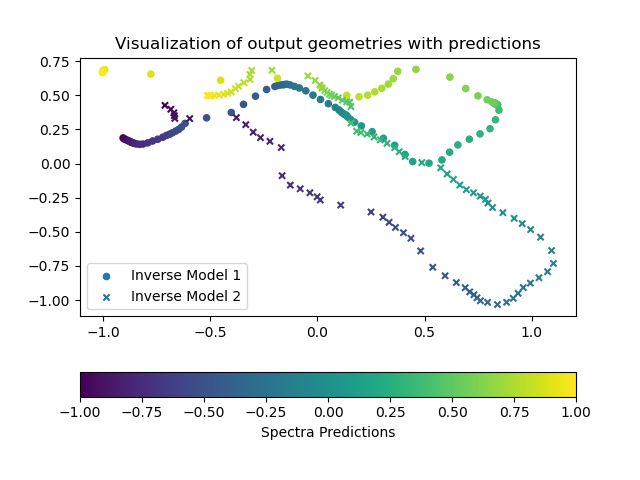 Visualization of output geometries with predictions
0.75
0.50
0.25
0.00
−0.25
−0.50
−0.75
−1.00
Inverse Model 1
Inverse Model 2
−1.0 −0.5 0.0 0.5 1.0
−1.00 −0.75 −0.50 −0.25 0.00 0.25 0.50 0.75 1.00
Spectra Predictions